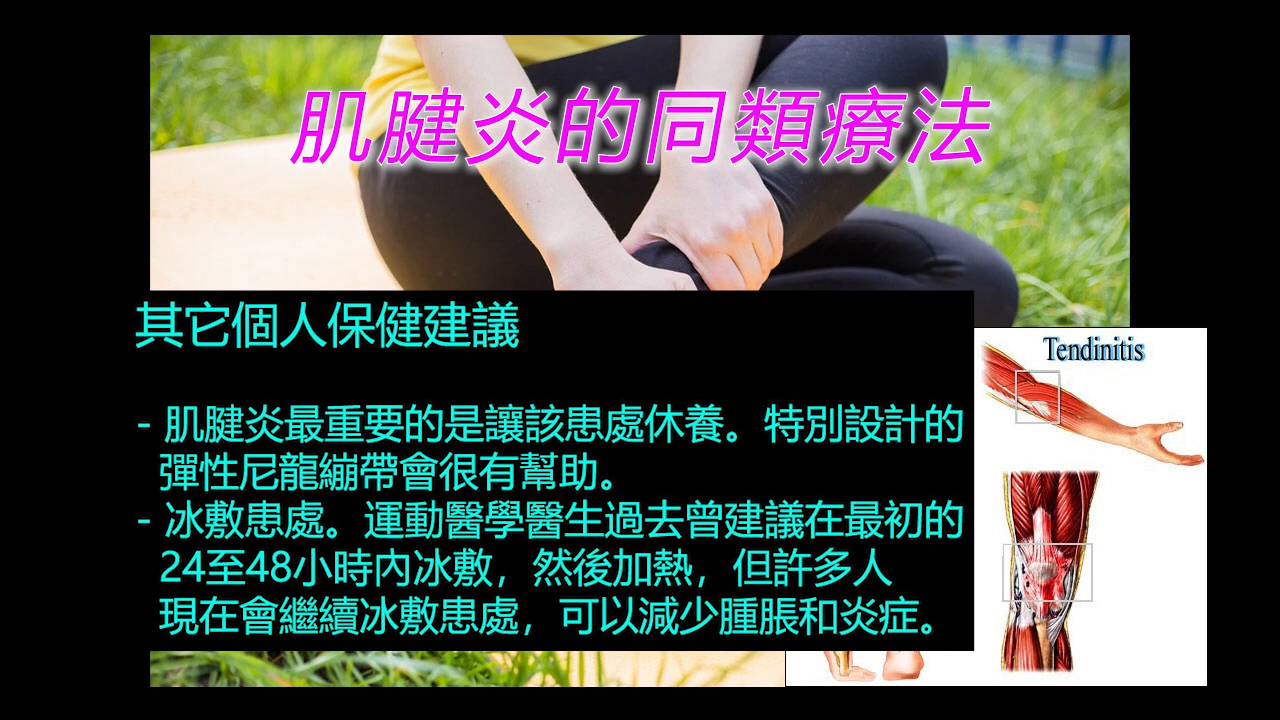 肌腱炎的同類療法
其它個人保健建議
Tendinitis
- 肌腱炎最重要的是讓該患處休養。特別設計的
彈性尼龍繃帶會很有幫助。
- 冰敷患處。運動醫學醫生過去曾建議在最初的
24至48小時內冰敷，然後加熱，但許多人
現在會繼續冰敷患處，可以減少腫脹和炎症。